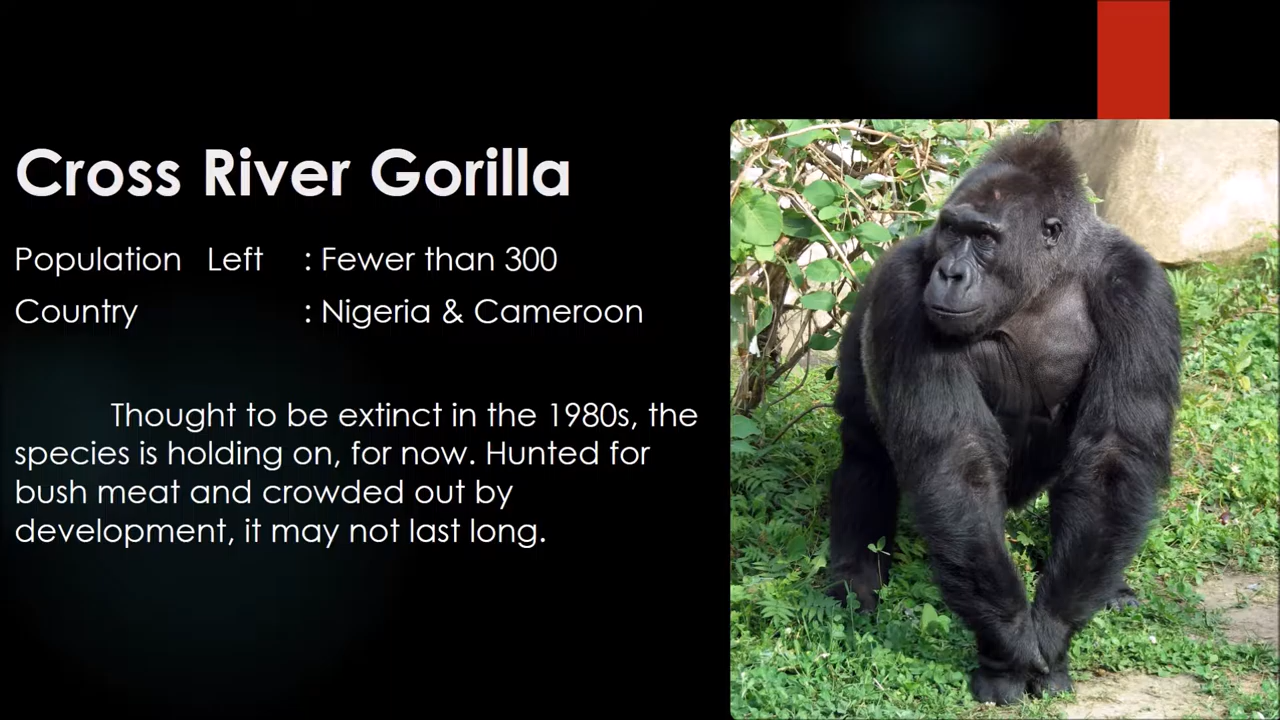 Cross River Gorilla
Population Left : Fewer than 300
Country : Nigeria & Cameroon
Thought to be extinct in the 1980s, the
species is holding on, for now. Hunted for
bush meat and crowded out by
development, it may not last long.